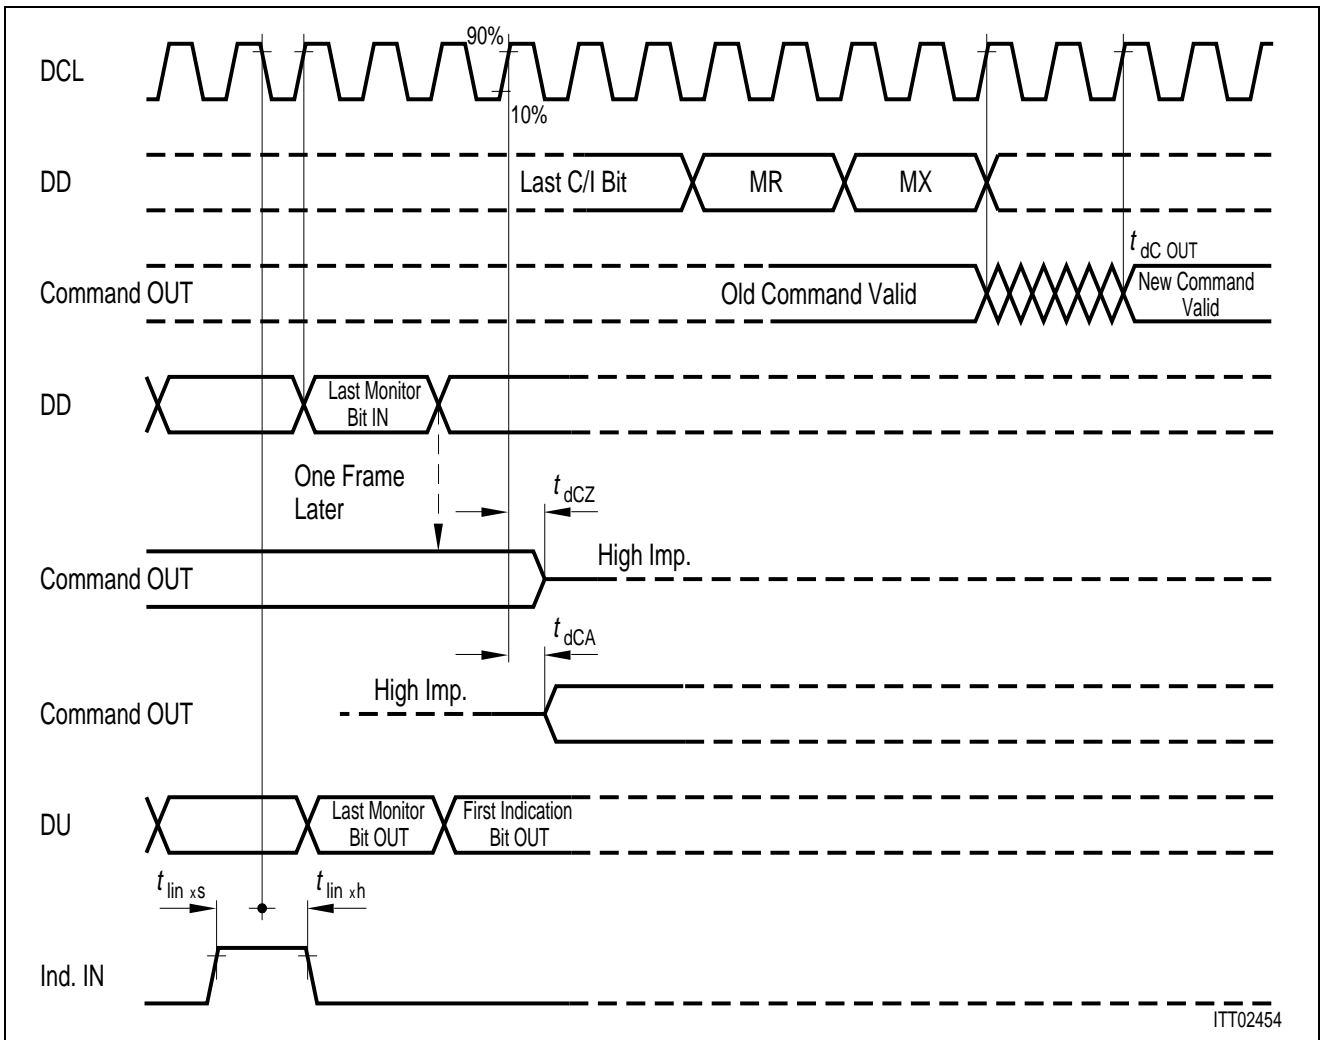 90%
DCL
10%
DD
Last C/I Bit
MR
MX
t dC OUT
Command OUT
Old Command Valid
New Command
Valid
DD
Last Monitor
Bit IN
One Frame
Later
t dCZ
High Imp.
Command OUT
t dCA
High Imp.
Command OUT
DU
Last Monitor
Bit OUT
First Indication
Bit OUT
t lin xs
t lin xh
Ind. IN
ITT02454